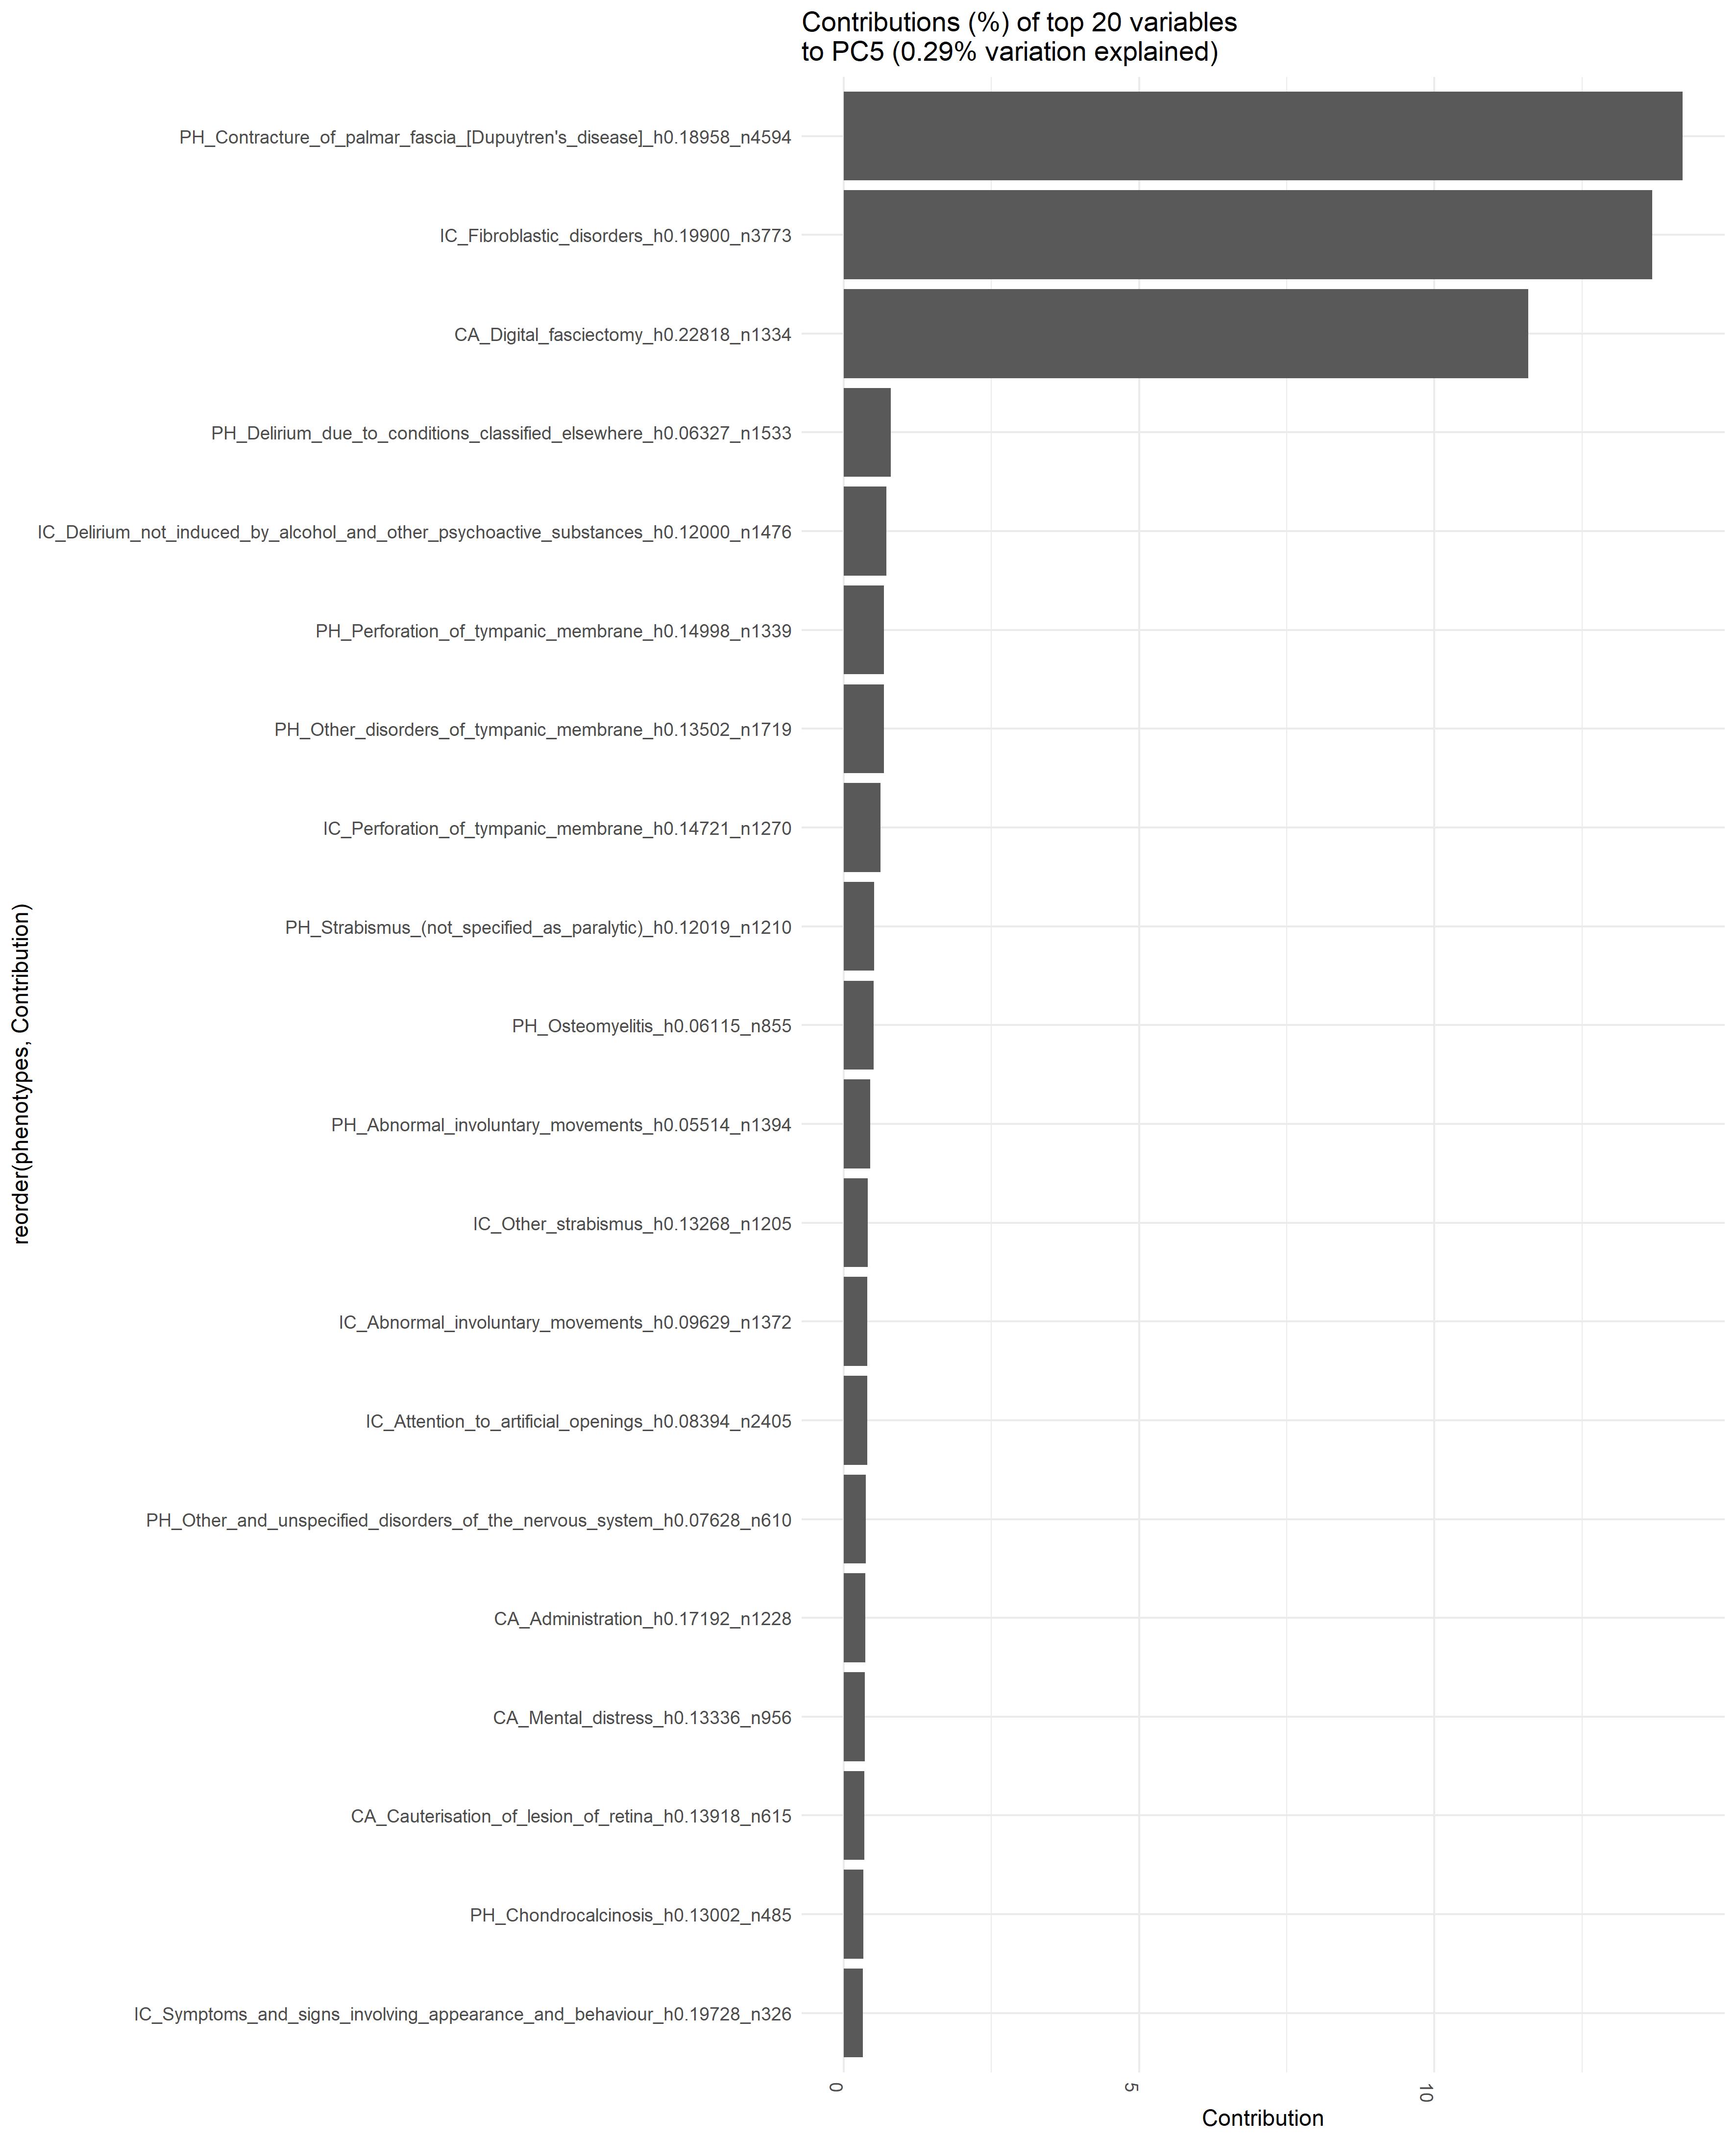 Contributions (%) of top 20 variables
to PC5 (0.29% variation explained)
PH_Contracture_of_palmar_fascia_[Dupuytren's_disease]_h0.18958_n4594
IC_Fibroblastic_disorders_h0.19900_n3773
CA_Digital_fasciectomy_h0.22818_n1334
PH_Delirium_due_to_conditions_classified_elsewhere_h0.06327_n1533
IC_Delirium_not_induced_by_alcohol_and_other_psychoactive_substances_h0.12000_n1476
PH_Perforation_of_tympanic_membrane_h0.14998_n1339
PH_Other_disorders_of_tympanic_membrane_h0.13502_n1719
IC_Perforation_of_tympanic_membrane_h0.14721_n1270
PH_Strabismus_(not_specified_as_paralytic)_h0.12019_n1210
PH_Osteomyelitis_h0.06115_n855
PH_Abnormal_involuntary_movements_h0.05514_n1394
IC_Other_strabismus_h0.13268_n1205
IC_Abnormal_involuntary_movements_h0.09629_n1372
IC_Attention_to_artificial_openings_h0.08394_n2405
PH_Other_and_unspecified_disorders_of_the_nervous_system_h0.07628_n610
CA_Administration_h0.17192_n1228
CA_Mental_distress_h0.13336_n956
CA_Cauterisation_of_lesion_of_retina_h0.13918_n615
PH_Chondrocalcinosis_h0.13002_n485
IC_Symptoms_and_signs_involving_appearance_and_behaviour_h0.19728_n326
reorder(phenotypes, Contribution)
0
5
10
Contribution